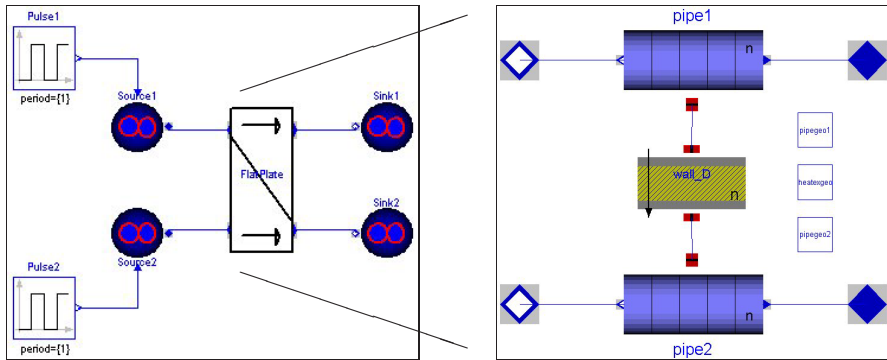 Pulse1
period={1}
Source1
Sink1
FlatPlate
Sink2
Source2
Pulse2
period={1}
pipe1
n
pipegeo1
wall_D
heatexgeo
n
pipegeo2
n
pipe2